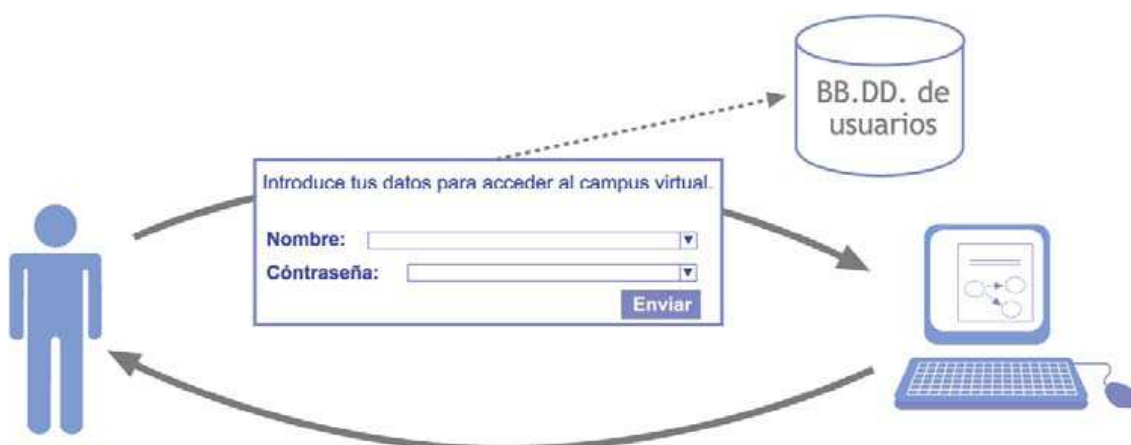 BB.DD. de
usuarios
Introduce tus datos para acceder al campus virtual.
Nombre:
Cóntraseña:
Enviar